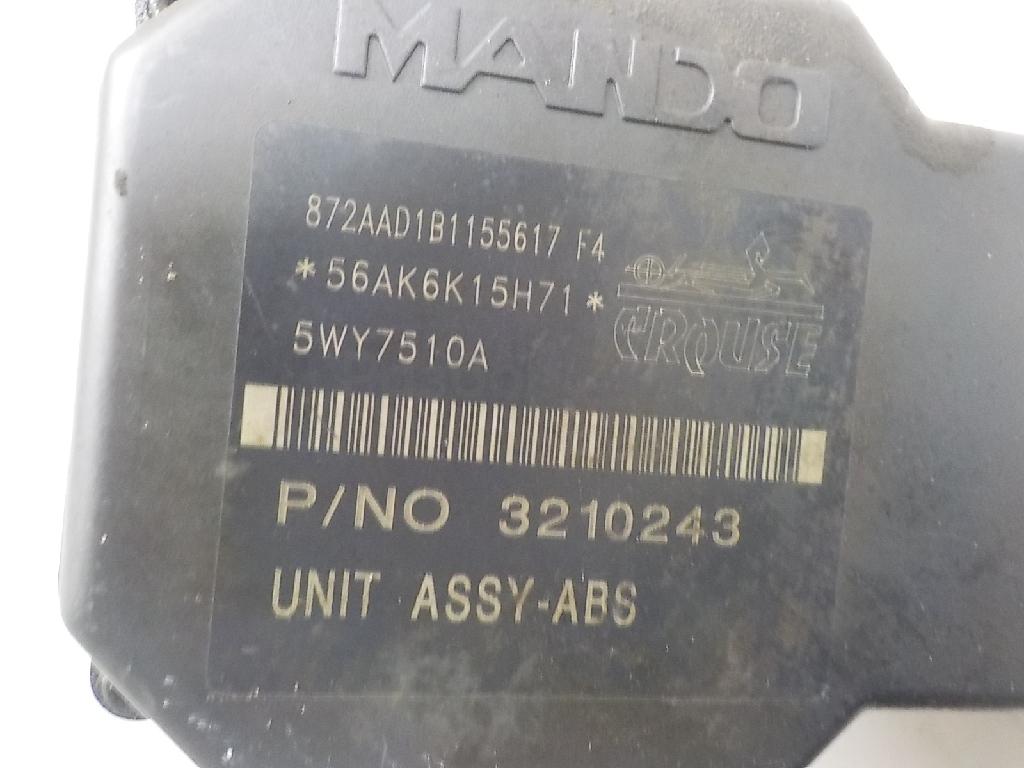 MANDO
872AAD1B1155617 F4
*56AK6K15H71*
5WY7510A
CROUSE
P/NO 3210243
UNIT ASSY-ABS